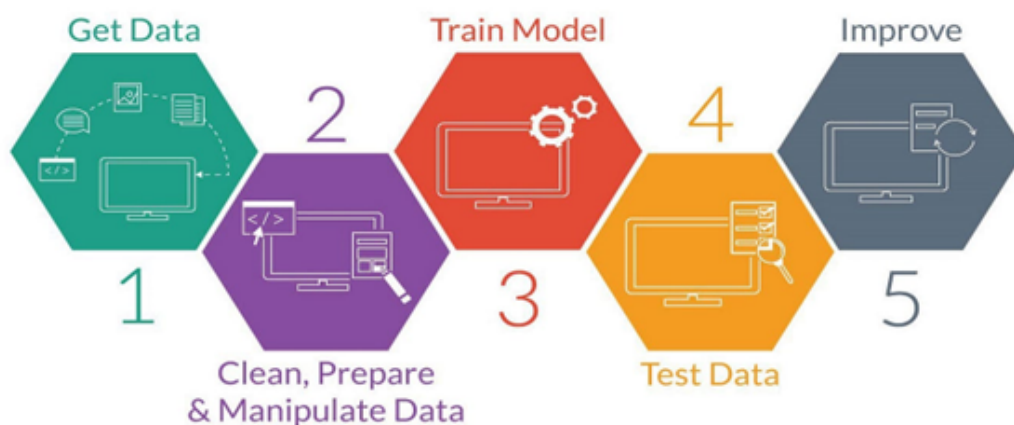 Get Data
1
2
Clean, Prepare
& Manipulate Data
</>
</>
Train Model
3
4
Test Data
Improve
5